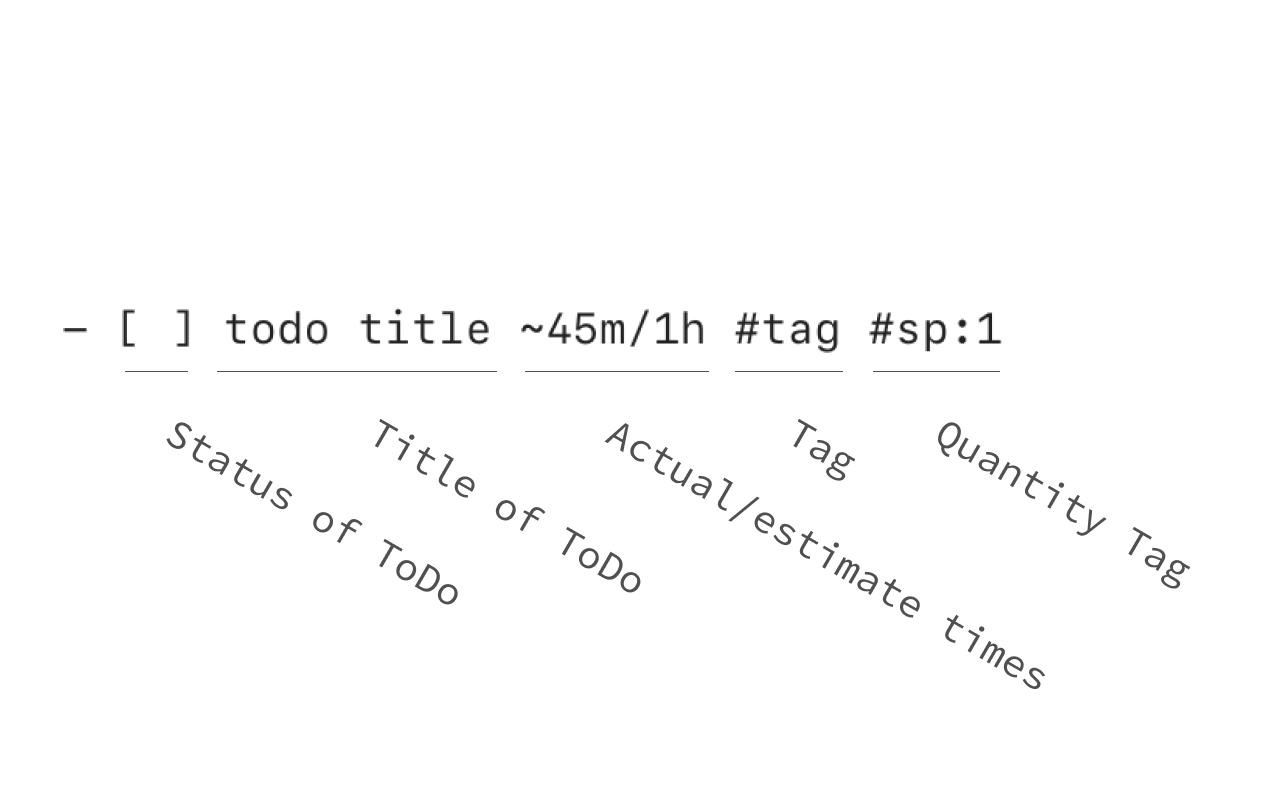 – [ ] todo title ~45m/1h #tag #sp:1
Status of ToDo
Title of ToDo
Actual/estimate times
Tag
Quantity Tag